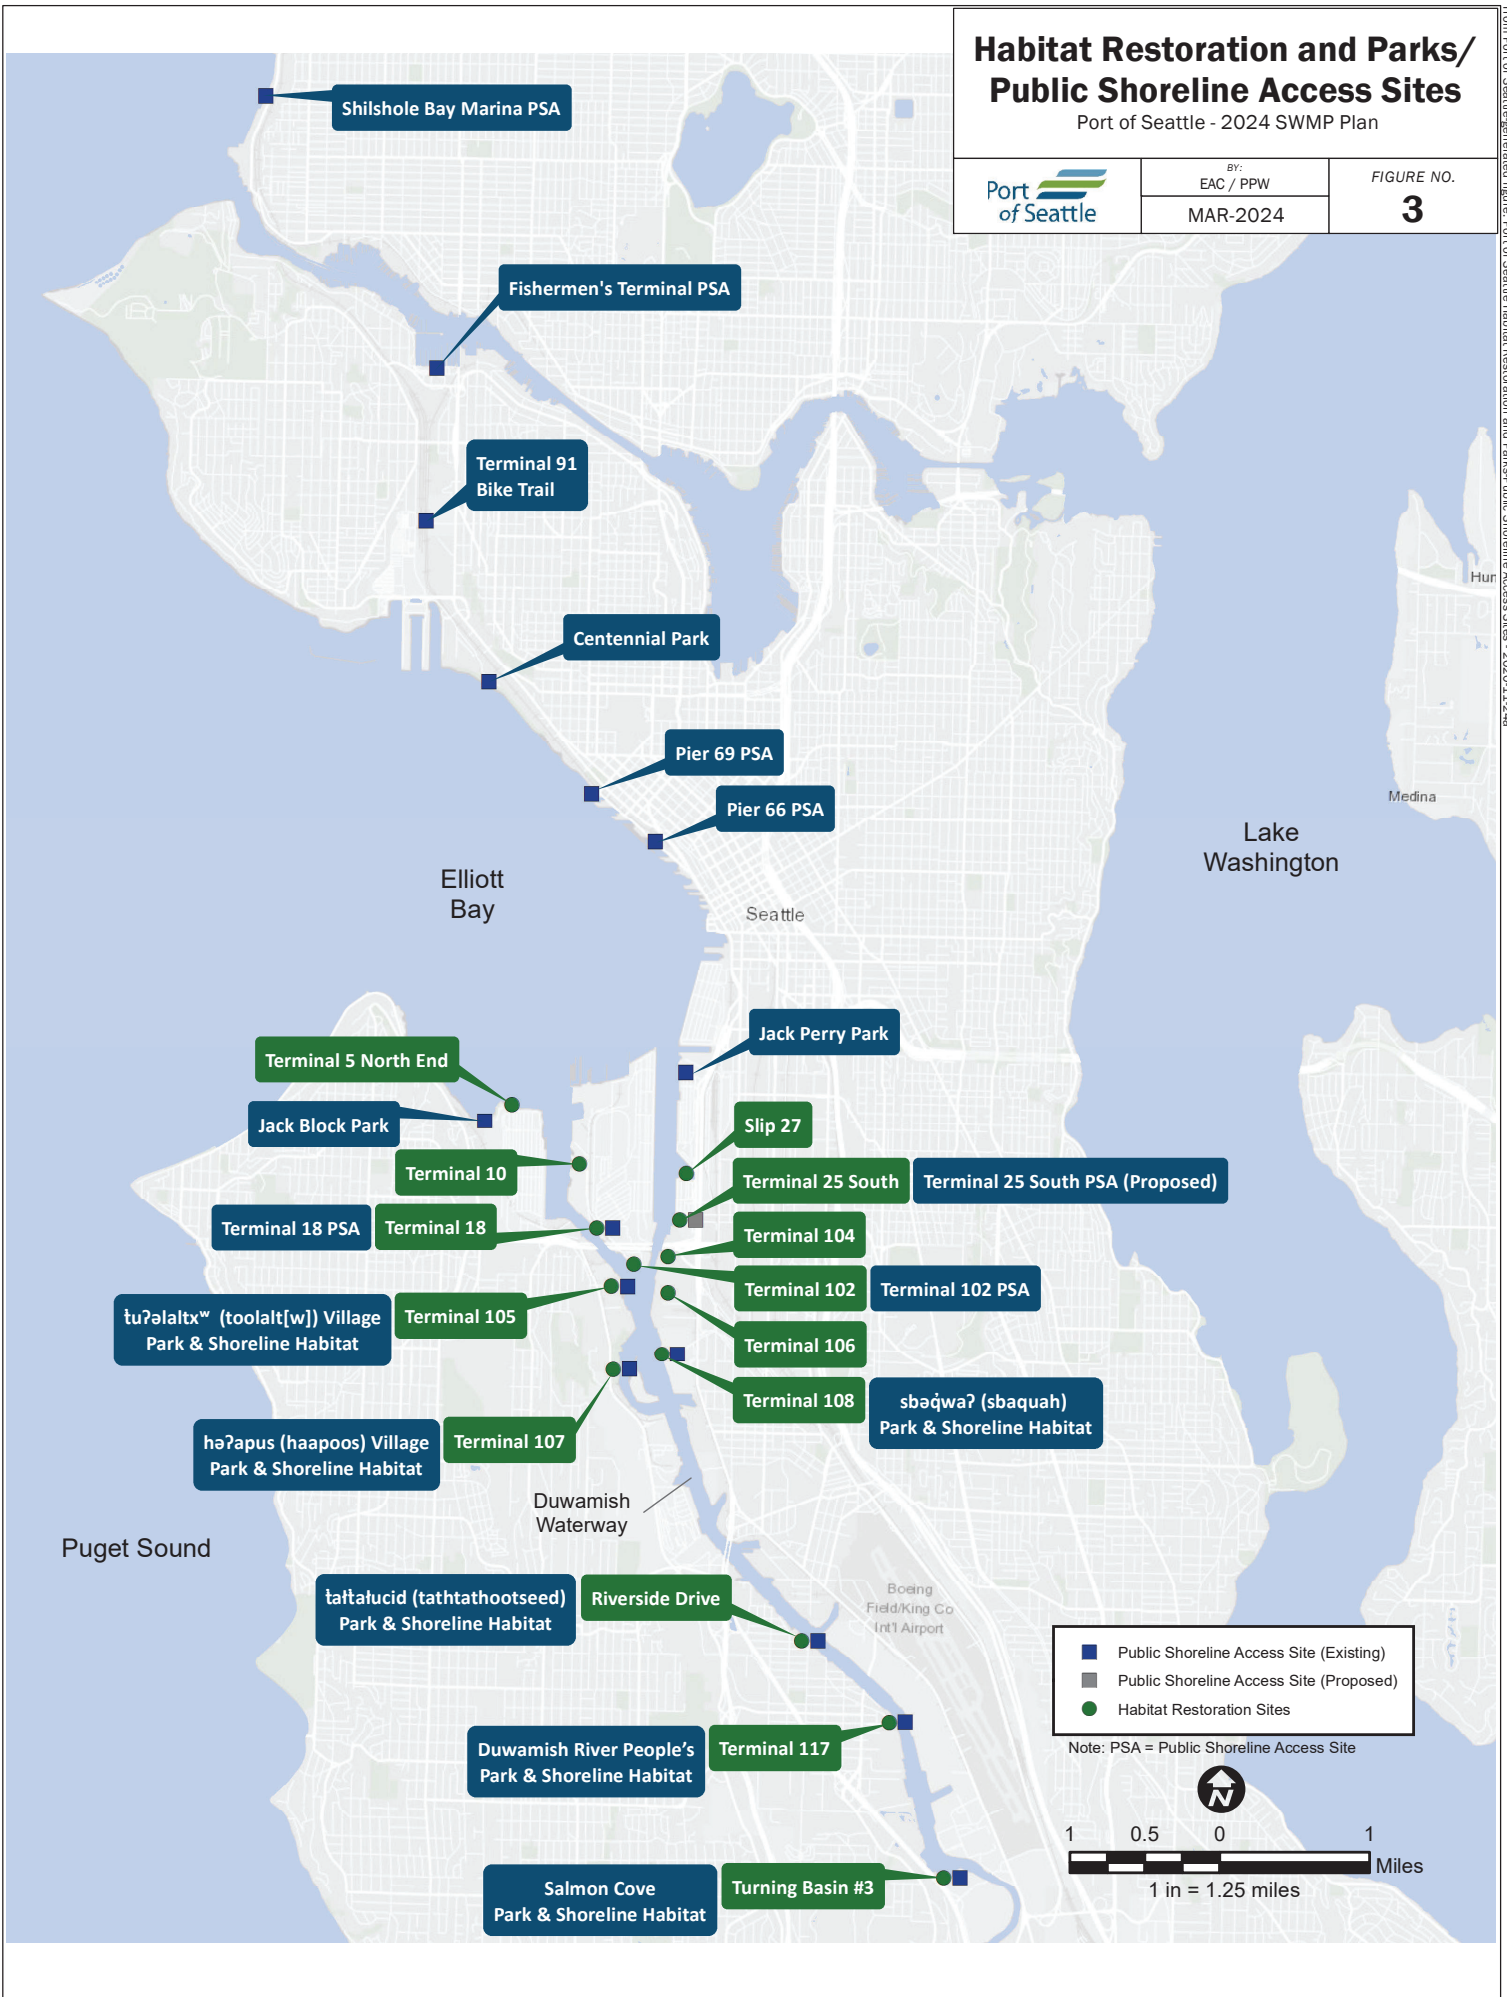 Habitat Restoration and Parks/
Public Shoreline Access Sites
Port of Seattle - 2024 SWMP Plan
Port
of Seattle
BY:
EAC / PPW
MAR-2024
FIGURE NO.
3
Shilshole Bay Marina PSA
Fishermen's Terminal PSA
Terminal 91
Bike Trail
Centennial Park
Pier 69 PSA
Pier 66 PSA
Hun
Medina
Lake
Washington
Elliott
Bay
Seattle
Jack Perry Park
Terminal 5 North End
Jack Block Park
Slip 27
Terminal 10
Terminal 25 South
Terminal 25 South PSA (Proposed)
Terminal 18 PSA
Terminal 18
Terminal 104
Terminal 102
Terminal 102 PSA
t̓uʔəlaltxʷ (toolalt[w]) Village
Park & Shoreline Habitat
Terminal 105
Terminal 106
Terminal 108
sbəq̓waʔ (sbaquah)
Park & Shoreline Habitat
həʔapus (haapoos) Village
Park & Shoreline Habitat
Terminal 107
Duwamish
Waterway
Puget Sound
t̓ałt̓ałucid (tathtathootseed)
Park & Shoreline Habitat
Riverside Drive
Boeing
Field/King Co
Int'l Airport
Public Shoreline Access Site (Existing)
Public Shoreline Access Site (Proposed)
Habitat Restoration Sites
Note: PSA = Public Shoreline Access Site
Duwamish River People’s
Park & Shoreline Habitat
Terminal 117
N
1 0.5 0 1
Miles
1 in = 1.25 miles
Salmon Cove
Park & Shoreline Habitat
Turning Basin #3